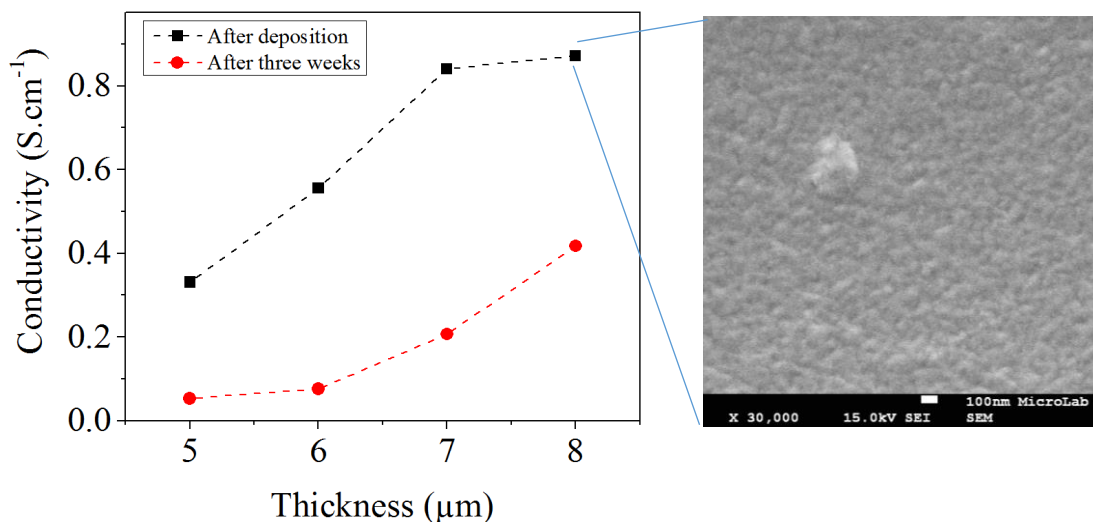 After deposition
After three weeks
Conductivity (S.cm⁻¹)
0.8
0.6
0.4
0.2
0.0
5 6 7 8
Thickness (µm)
100nm MicroLab
X 30,000 15.0kV SEI SEM